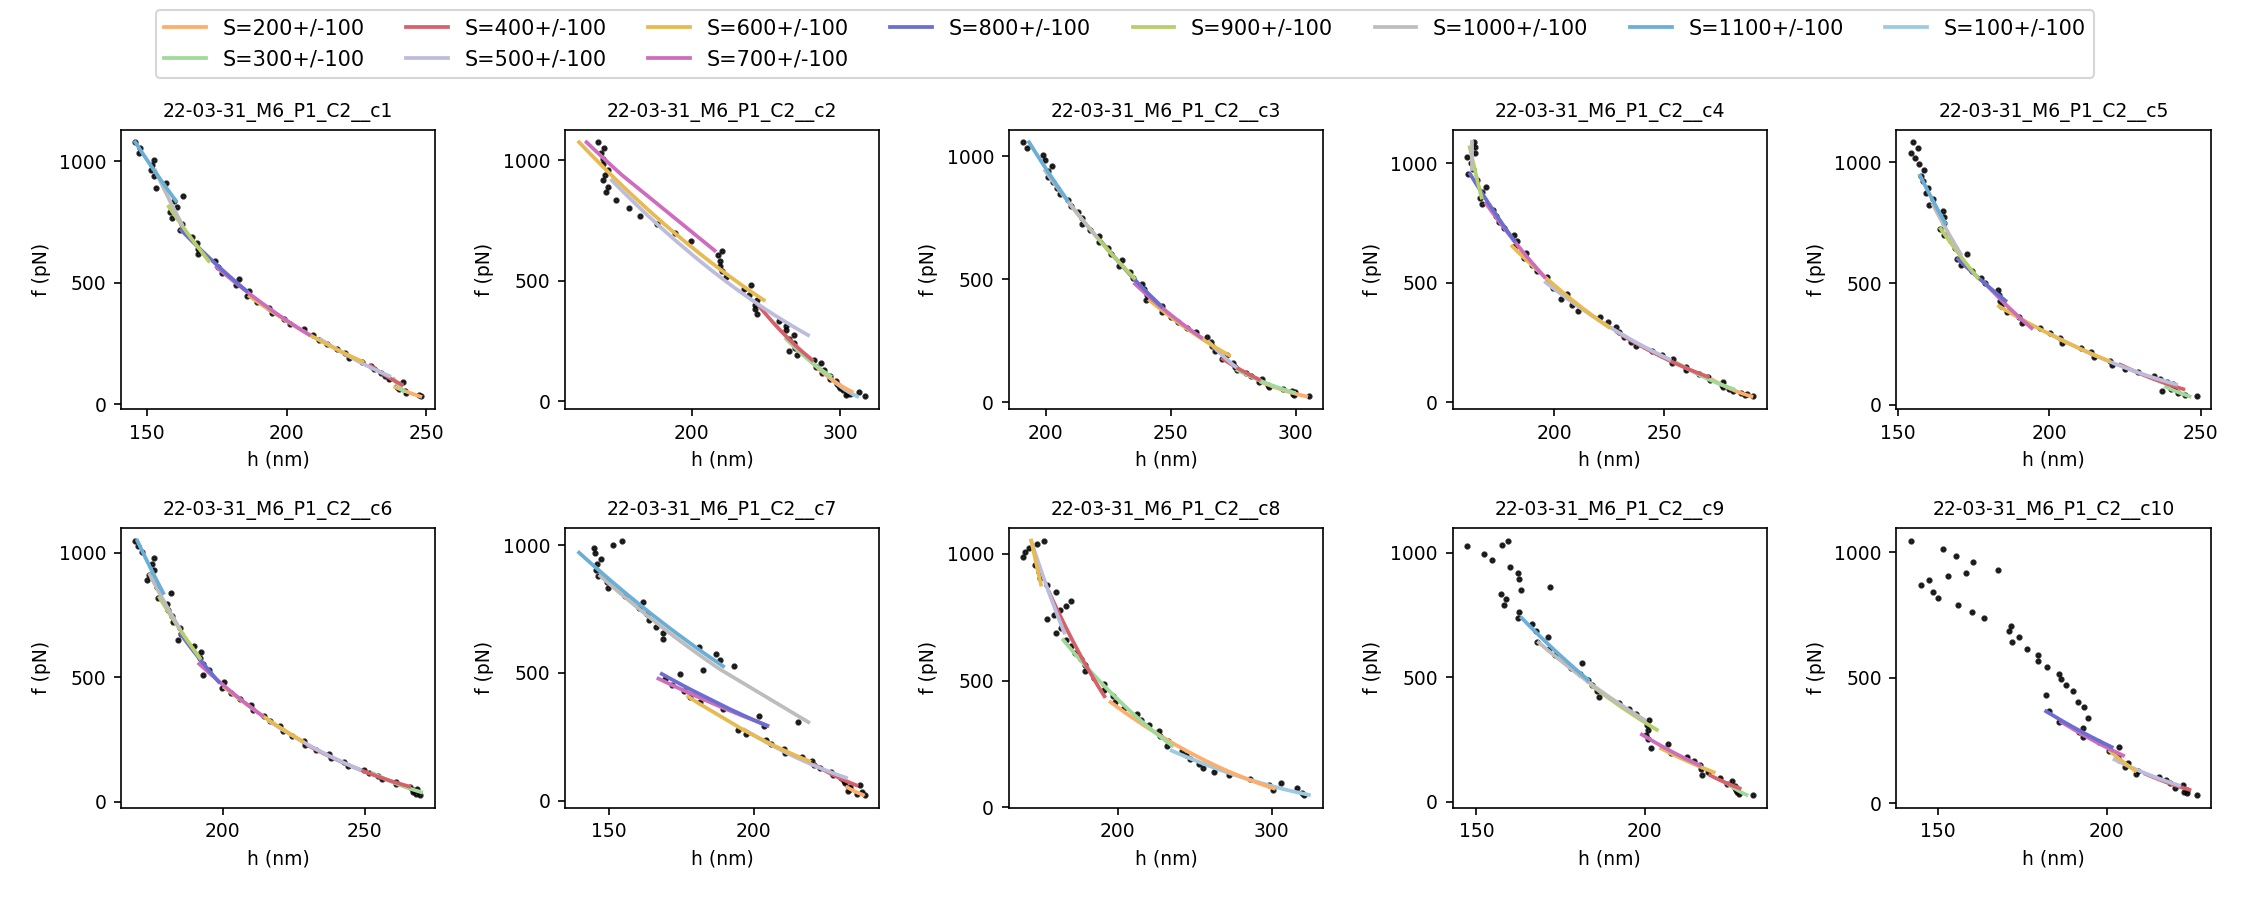 S=200+/-100 S=400+/-100 S=600+/-100 S=800+/-100 S=900+/-100 S=1000+/-100 S=1100+/-100 S=100+/-100
S=300+/-100 S=500+/-100 S=700+/-100
22-03-31_M6_P1_C2__c1 22-03-31_M6_P1_C2__c2 22-03-31_M6_P1_C2__c3 22-03-31_M6_P1_C2__c4 22-03-31_M6_P1_C2__c5
1000 1000 1000 1000 1000
f (pN) f (pN) f (pN) f (pN) f (pN)
500 500 500 500 500
0 0 0 0 0
150 200 250 200 300 200 250 300 200 250 150 200 250
h (nm) h (nm) h (nm) h (nm) h (nm)
22-03-31_M6_P1_C2__c6 22-03-31_M6_P1_C2__c7 22-03-31_M6_P1_C2__c8 22-03-31_M6_P1_C2__c9 22-03-31_M6_P1_C2__c10
1000 1000 1000 1000 1000
f (pN) f (pN) f (pN) f (pN) f (pN)
500 500 500 500 500
0 0 0 0 0
200 250 150 200 200 300 150 200 150 200
h (nm) h (nm) h (nm) h (nm) h (nm)